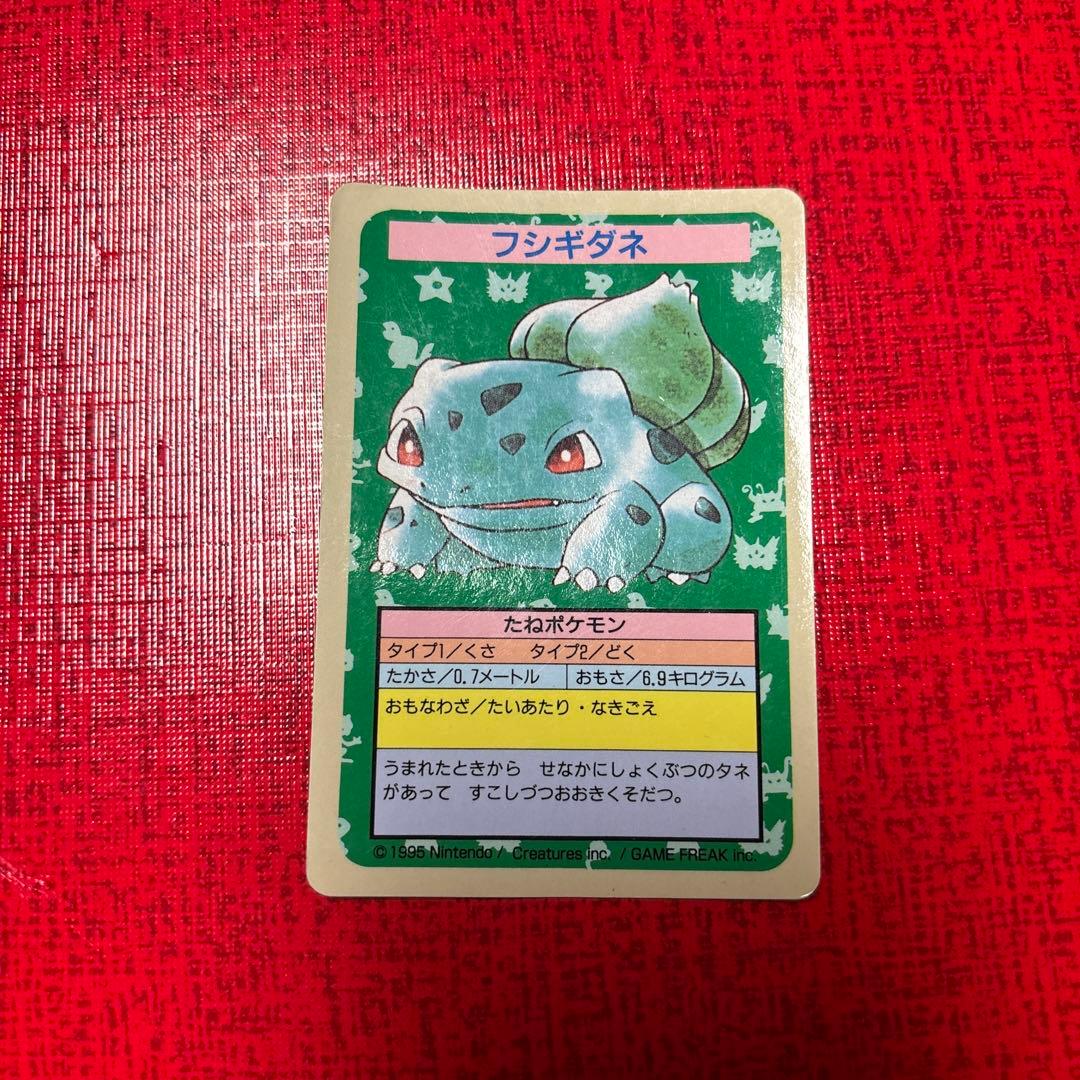 フシギダネ
たねポケモン
タイプ1／くさ　タイプ2／どく
たかさ／0.7メートル　おもさ／6.9キログラム
おもなわざ／たいあたり・なきごえ
うまれたときから　せなかにしょくぶつのタネ
があって　すこしづつおおきくそだつ。
© 1995 Nintendo / Creatures inc. / GAME FREAK inc.